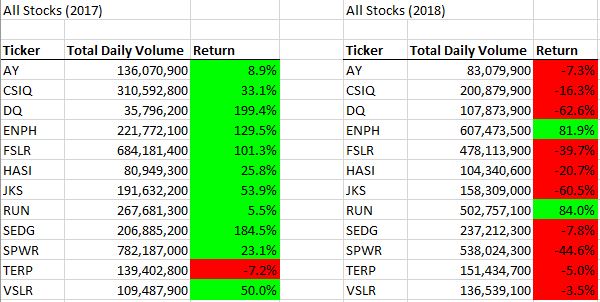 All Stocks (2017) All Stocks (2018)
Ticker Total Daily Volume Return Ticker Total Daily Volume Return
AY 136,070,900 8.9% AY 83,079,900 -7.3%
CSIQ 310,592,800 33.1% CSIQ 200,879,900 -16.3%
DQ 35,796,200 199.4% DQ 107,873,900 -62.6%
ENPH 221,772,100 129.5% ENPH 607,473,500 81.9%
FSLR 684,181,400 101.3% FSLR 478,113,900 -39.7%
HASI 80,949,300 25.8% HASI 104,340,600 -20.7%
JKS 191,632,200 53.9% JKS 158,309,000 -60.5%
RUN 267,681,300 5.5% RUN 502,757,100 84.0%
SEDG 206,885,200 184.5% SEDG 237,212,300 -7.8%
SPWR 782,187,000 23.1% SPWR 538,024,300 -44.6%
TERP 139,402,800 -7.2% TERP 151,434,700 -5.0%
VSLR 109,487,900 50.0% VSLR 136,539,100 -3.5%